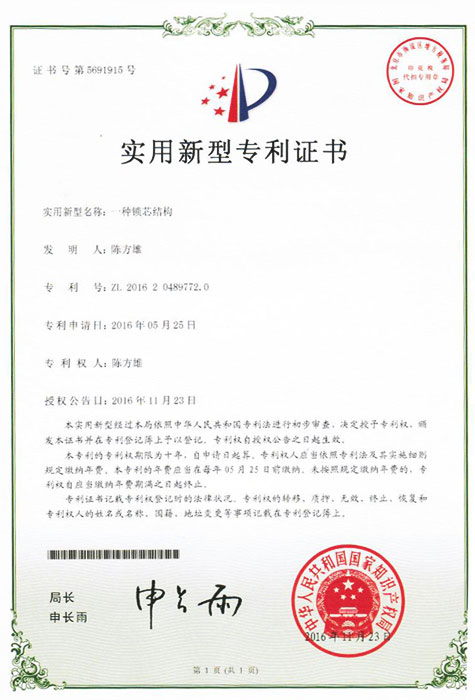 证书号第5691915号
印花税
代扣专用章
实用新型专利证书
实用新型名称：一种锁芯结构
发明人：陈方雄
专利号：ZL 2016 2 0489772.0
专利申请日：2016年05月25日
专利权人：陈方雄
授权公告日：2016年11月23日
本实用新型经过本局依照中华人民共和国专利法进行初步审查，决定授予专利权，颁
发本证书并在专利登记簿上予以登记。专利权自授权公告之日起生效。
本专利的专利权期限为十年，自申请日起算。专利权人应当依照专利法及其实施细则
规定缴纳年费。本专利的年费应当在每年05月25日前缴纳。未按照规定缴纳年费的，专
利权自应当缴纳年费期满之日起终止。
专利证书记载专利权登记时的法律状况。专利权的转移、质押、无效、终止、恢复和
专利权人的姓名或名称、国籍、地址变更等事项记载在专利登记簿上。
局长
申长雨
申长雨
中华人民共和国国家知识产权局
2016年11月23日
第1页(共1页)